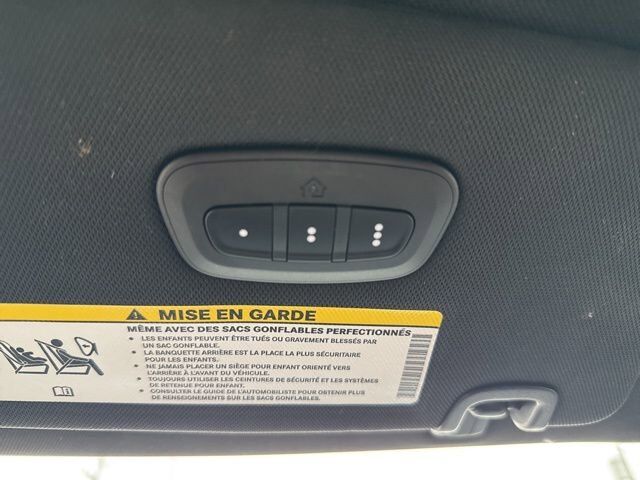 MISE EN GARDE
MÊME AVEC DES SACS GONFLABLES PERFECTIONNÉS
• LES ENFANTS PEUVENT ÊTRE TUÉS OU GRAVEMENT BLESSÉS PAR
UN SAC GONFLABLE.
• LA BANQUETTE ARRIÈRE EST LA PLACE LA PLUS SÉCURITAIRE
POUR LES ENFANTS.
• NE JAMAIS PLACER UN SIÈGE POUR ENFANT ORIENTÉ VERS
L'ARRIÈRE À L'AVANT DU VÉHICULE.
• TOUJOURS UTILISER LES CEINTURES DE SÉCURITÉ ET LES SYSTÈMES
DE RETENUE POUR ENFANT.
• CONSULTER LE GUIDE DE L'AUTOMOBILISTE POUR OBTENIR PLUS
DE RENSEIGNEMENTS SUR LES SACS GONFLABLES.